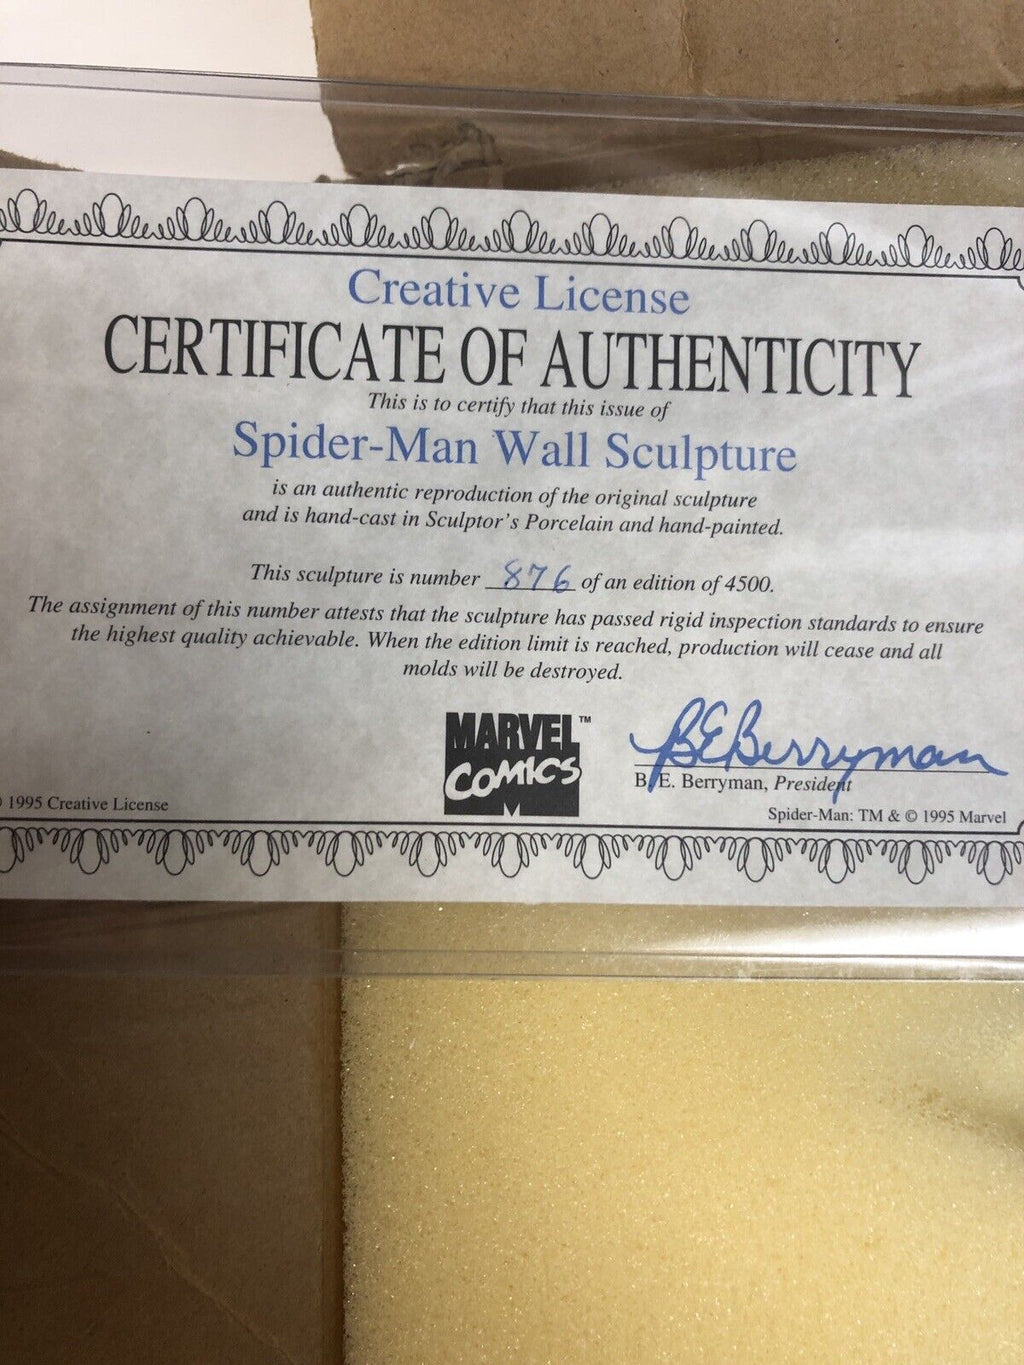 Creative License
CERTIFICATE OF AUTHENTICITY
This is to certify that this issue of
Spider-Man Wall Sculpture
is an authentic reproduction of the original sculpture
and is hand-cast in Sculptor's Porcelain and hand-painted.
This sculpture is number 876 of an edition of 4500.
The assignment of this number attests that the sculpture has passed rigid inspection standards to ensure
the highest quality achievable. When the edition limit is reached, production will cease and all
molds will be destroyed.
MARVEL™
COMICS
BEBerryman
B. E. Berryman, President
© 1995 Creative License
Spider-Man: TM & © 1995 Marvel